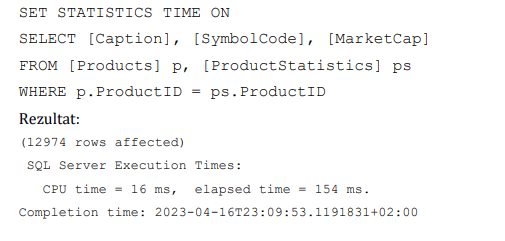 SET STATISTICS TIME ON
SELECT [Caption], [SymbolCode], [MarketCap]
FROM [Products] p, [ProductStatistics] ps
WHERE p.ProductID = ps.ProductID
Rezultat:
(12974 rows affected)
SQL Server Execution Times:
CPU time = 16 ms, elapsed time = 154 ms.
Completion time: 2023-04-16T23:09:53.1191831+02:00